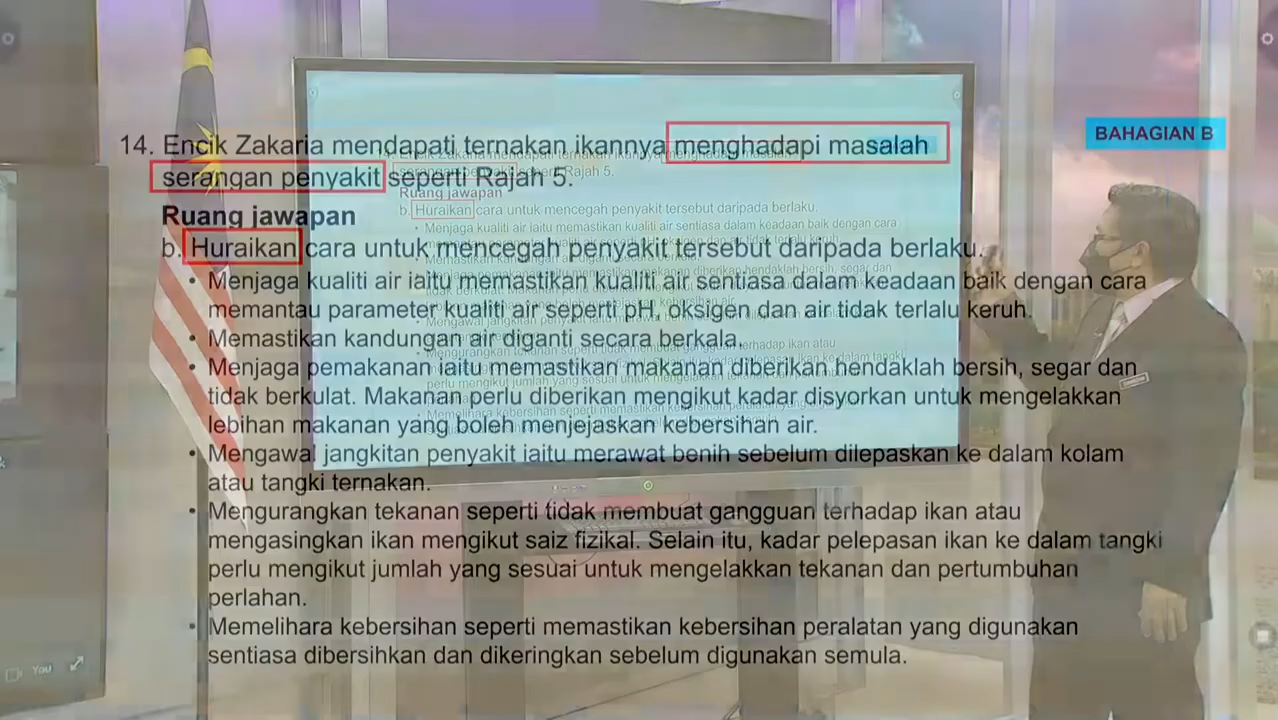 BAHAGIAN B
14. Encik Zakaria mendapati ternakan ikannya menghadapi masalah
serangan penyakit seperti Rajah 5.
Ruang jawapan
b. Huraikan cara untuk mencegah penyakit tersebut daripada berlaku.
• Menjaga kualiti air iaitu memastikan kualiti air sentiasa dalam keadaan baik dengan cara
memantau parameter kualiti air seperti pH, oksigen dan air tidak terlalu keruh.
• Memastikan kandungan air diganti secara berkala.
• Menjaga pemakanan iaitu memastikan makanan diberikan hendaklah bersih, segar dan
tidak berkulat. Makanan perlu diberikan mengikut kadar disyorkan untuk mengelakkan
lebihan makanan yang boleh menjejaskan kebersihan air.
• Mengawal jangkitan penyakit iaitu merawat benih sebelum dilepaskan ke dalam kolam
atau tangki ternakan.
• Mengurangkan tekanan seperti tidak membuat gangguan terhadap ikan atau
mengasingkan ikan mengikut saiz fizikal. Selain itu, kadar pelepasan ikan ke dalam tangki
perlu mengikut jumlah yang sesuai untuk mengelakkan tekanan dan pertumbuhan
perlahan.
• Memelihara kebersihan seperti memastikan kebersihan peralatan yang digunakan
sentiasa dibersihkan dan dikeringkan sebelum digunakan semula.
You